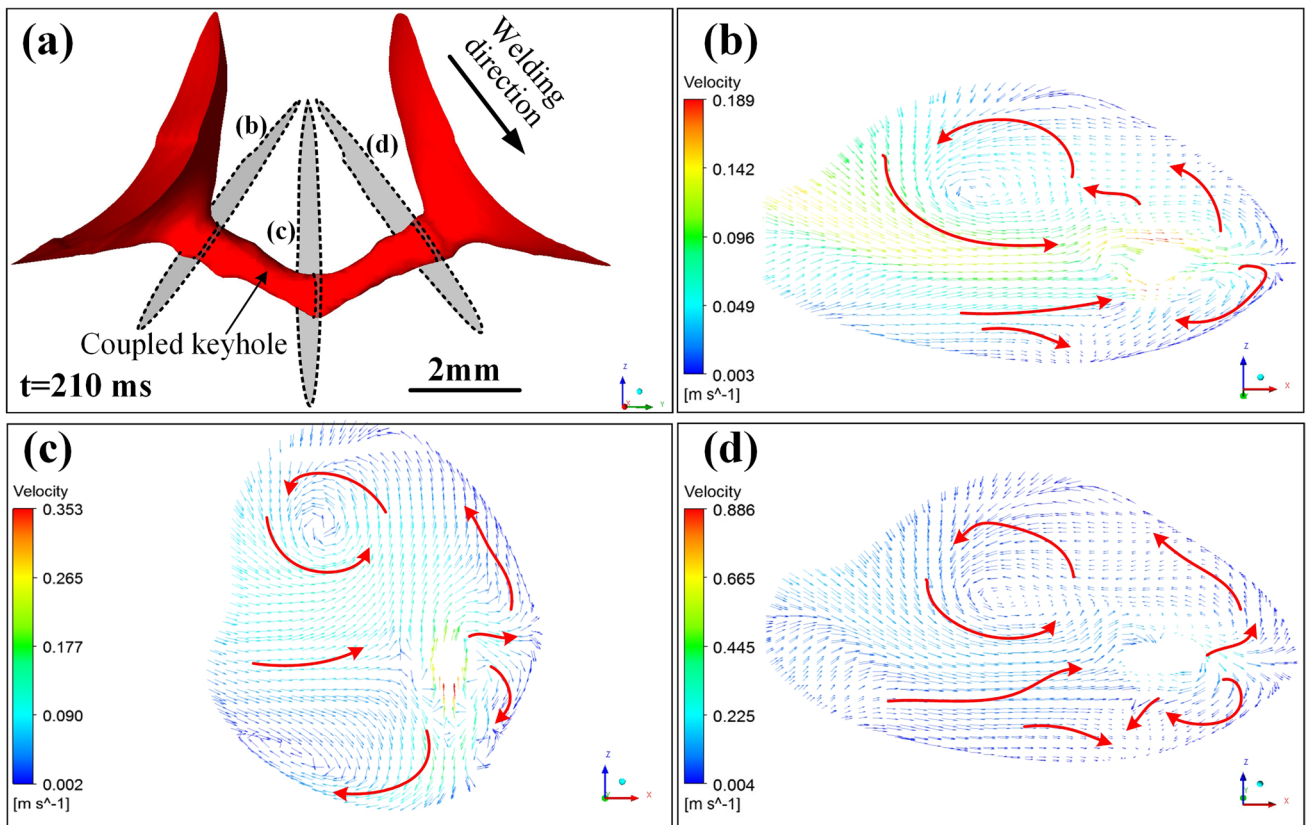 (a)
Welding
direction
(b)
(d)
(c)
Coupled keyhole
t=210 ms
2mm
Z
X
Y
(b)
Velocity
0.189
0.142
0.096
0.049
0.003
[m s^-1]
Z
X
Y
(c)
Velocity
0.353
0.265
0.177
0.090
0.002
[m s^-1]
Z
X
Y
(d)
Velocity
0.886
0.665
0.445
0.225
0.004
[m s^-1]
Z
X
Y